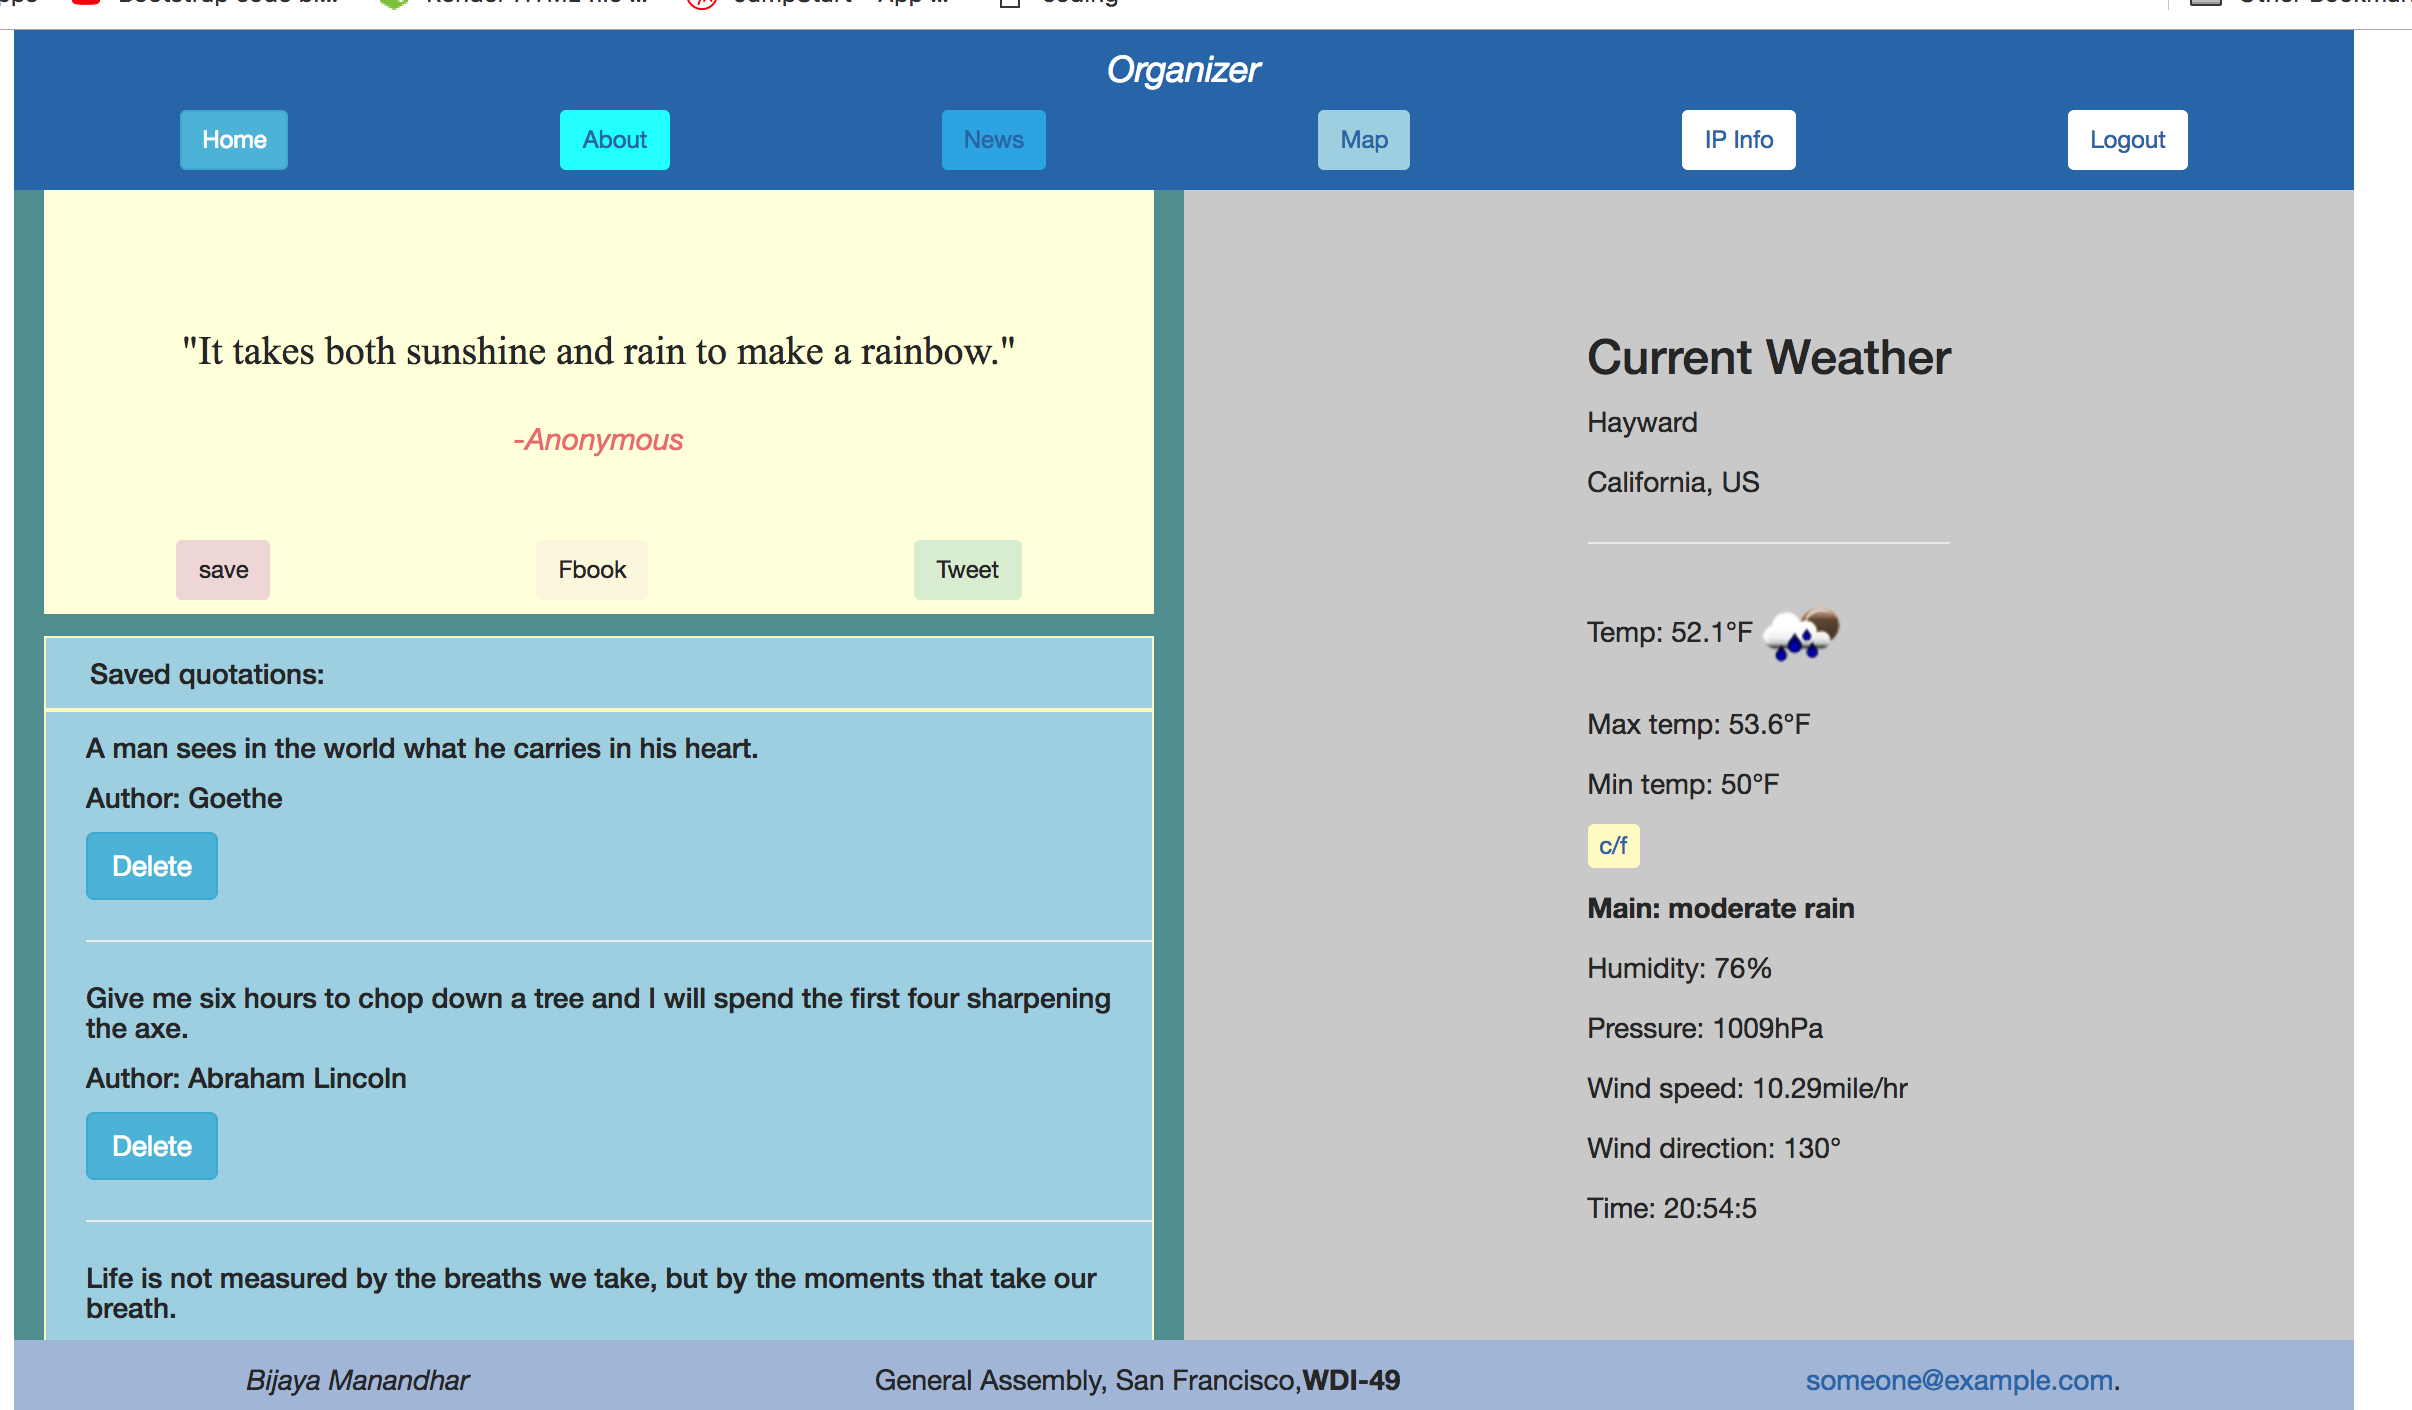 Organizer
Home About News Map IP Info Logout
"It takes both sunshine and rain to make a rainbow."
-Anonymous
save Fbook Tweet
Saved quotations:
A man sees in the world what he carries in his heart.
Author: Goethe
Delete
Give me six hours to chop down a tree and I will spend the first four sharpening
the axe.
Author: Abraham Lincoln
Delete
Life is not measured by the breaths we take, but by the moments that take our
breath.
Current Weather
Hayward
California, US
Temp: 52.1°F
Max temp: 53.6°F
Min temp: 50°F
c/f
Main: moderate rain
Humidity: 76%
Pressure: 1009hPa
Wind speed: 10.29mile/hr
Wind direction: 130°
Time: 20:54:5
Bijaya Manandhar General Assembly, San Francisco,WDI-49 someone@example.com.